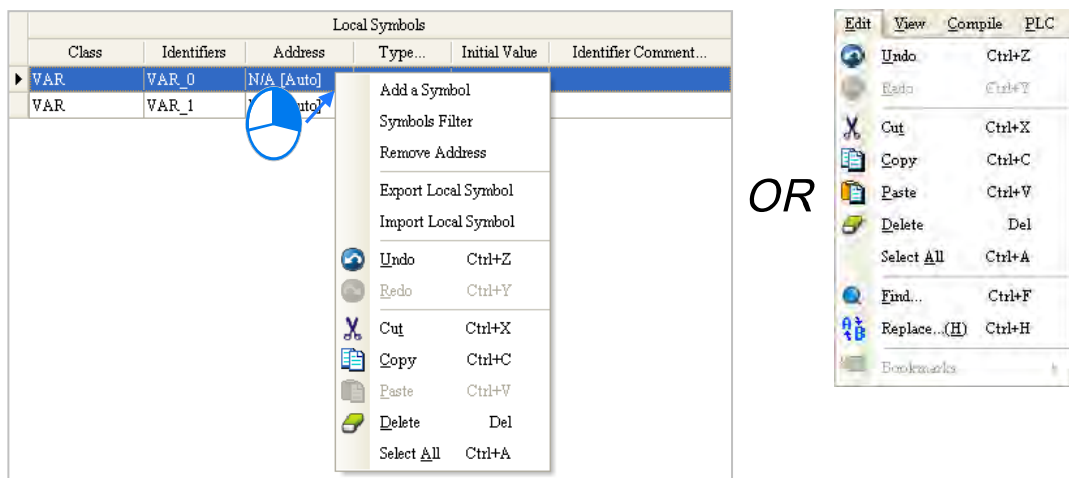 Local Symbols
Class Identifiers Address Type... Initial Value Identifier Comment...
VAR VAR_0 N/A [Auto]
VAR VAR_1
Add a Symbol
Symbols Filter
Remove Address
Export Local Symbol
Import Local Symbol
Undo Ctrl+Z
Redo Ctrl+Y
Cut Ctrl+X
Copy Ctrl+C
Paste Ctrl+V
Delete Del
Select All Ctrl+A
OR
Edit View Compile PLC
Undo Ctrl+Z
Redo Ctrl+Y
Cut Ctrl+X
Copy Ctrl+C
Paste Ctrl+V
Delete Del
Select All Ctrl+A
Find... Ctrl+F
Replace...(H) Ctrl+H
Bookmarks